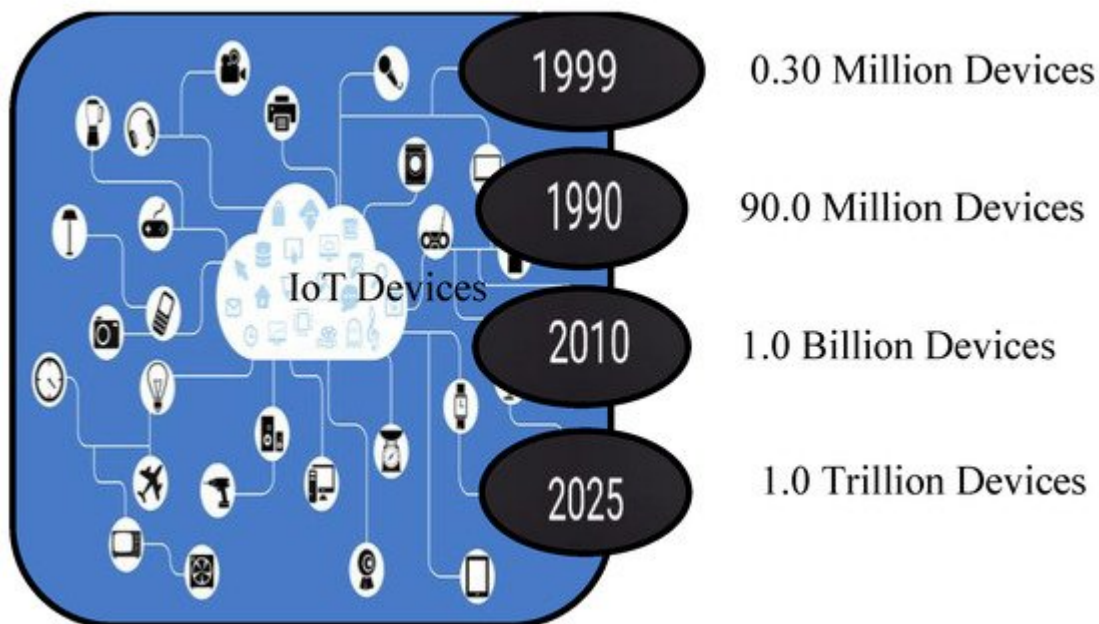 1999 0.30 Million Devices
1990 90.0 Million Devices
IoT Devices
2010 1.0 Billion Devices
2025 1.0 Trillion Devices